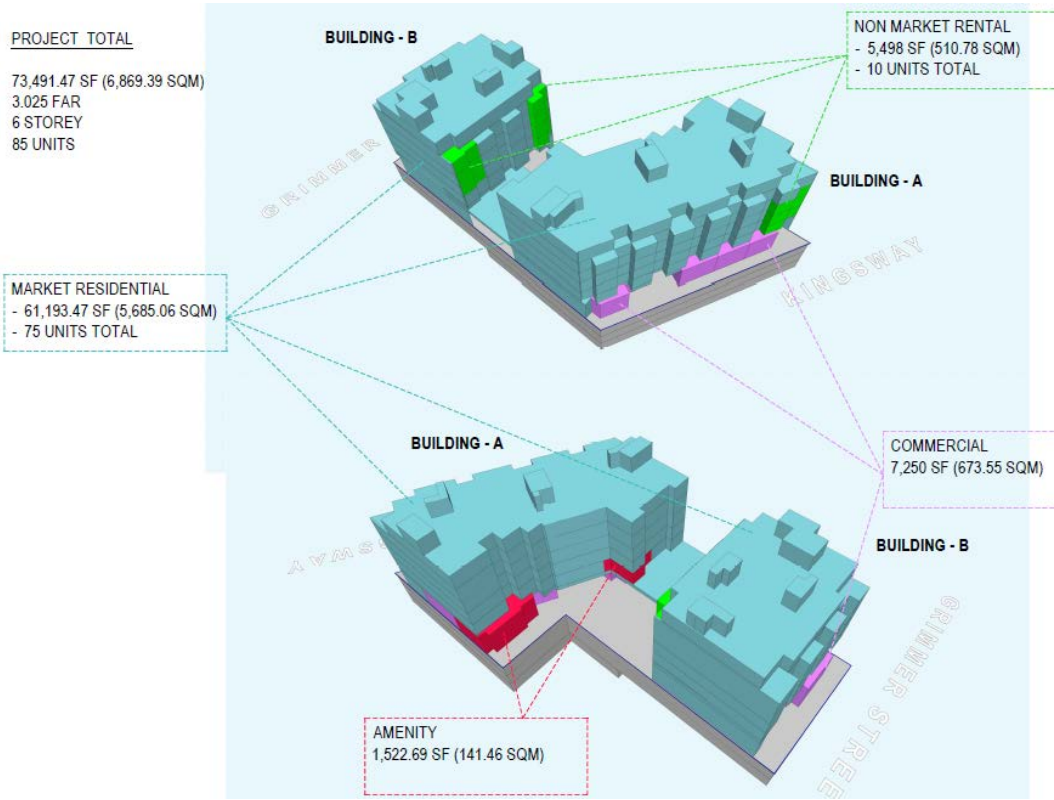 PROJECT TOTAL
73,491.47 SF (6,869.39 SQM)
3.025 FAR
6 STOREY
85 UNITS
BUILDING - B
NON MARKET RENTAL
- 5,498 SF (510.78 SQM)
- 10 UNITS TOTAL
GRIMMER
BUILDING - A
KINGSWAY
MARKET RESIDENTIAL
- 61,193.47 SF (5,685.06 SQM)
- 75 UNITS TOTAL
BUILDING - A
COMMERCIAL
7,250 SF (673.55 SQM)
BUILDING - B
GSWAY
GRIMMER STREE
STREE
AMENITY
1,522.69 SF (141.46 SQM)